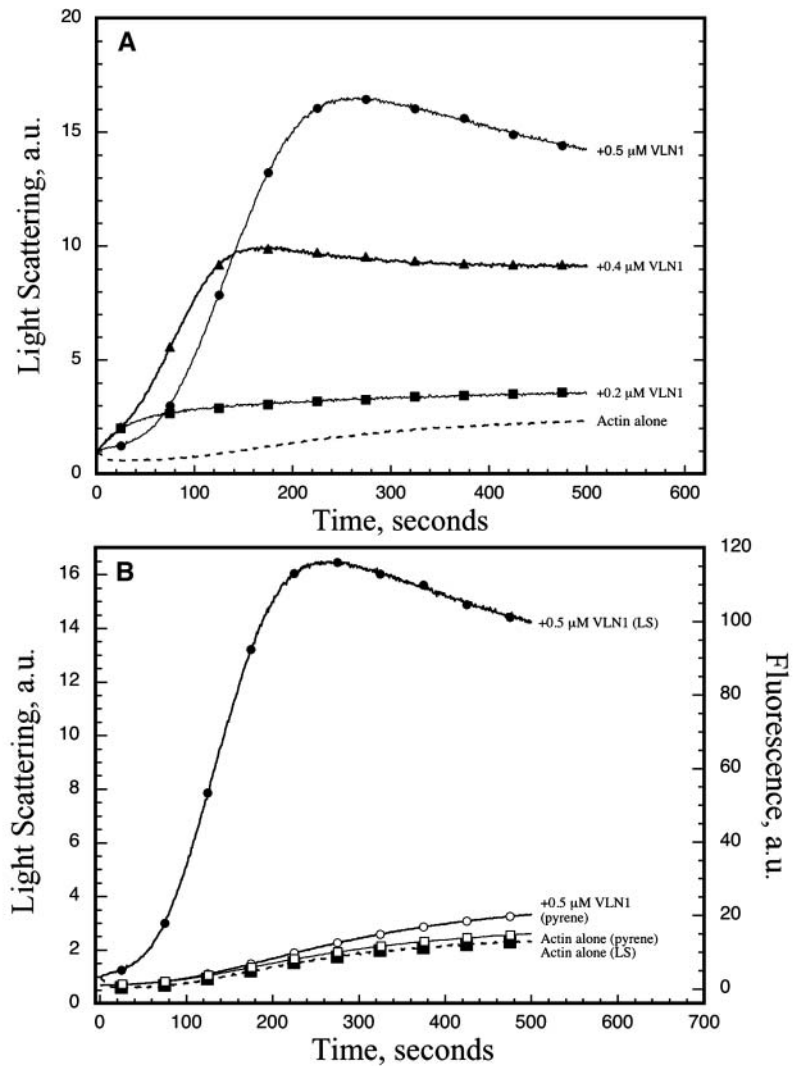 A
20
15
10
5
0
Light Scattering, a.u.
+0.5 μM VLN1
+0.4 μM VLN1
+0.2 μM VLN1
Actin alone
0 100 200 300 400 500 600
Time, seconds
B
16
14
12
10
8
6
4
2
0
Light Scattering, a.u.
+0.5 μM VLN1 (LS)
+0.5 μM VLN1
(pyrene)
Actin alone (pyrene)
Actin alone (LS)
120
100
80
60
40
20
0
Fluorescence, a.u.
0 100 200 300 400 500 600 700
Time, seconds